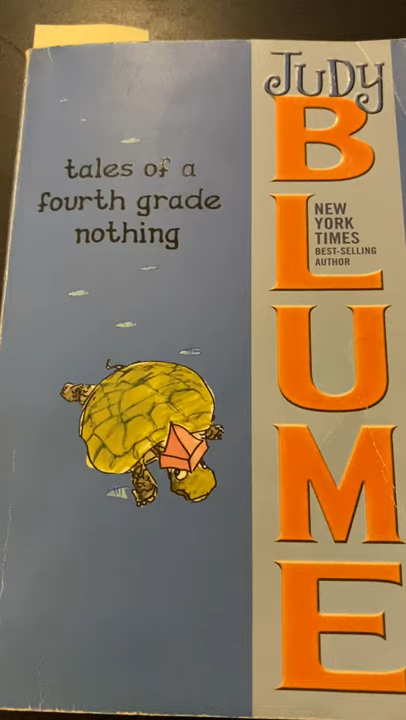 tales of a
fourth grade
nothing
JUDY
BLUME
NEW
YORK
TIMES
BEST-SELLING
AUTHOR